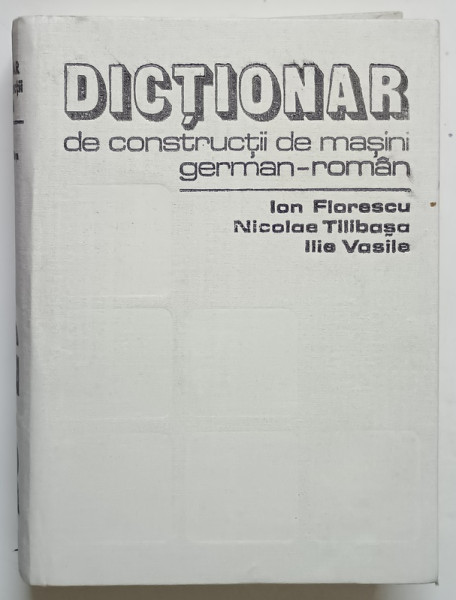 DICȚIONAR
de construcții de mașini
german-român
Ion Florescu
Nicolae Tilibașa
Ilie Vasile